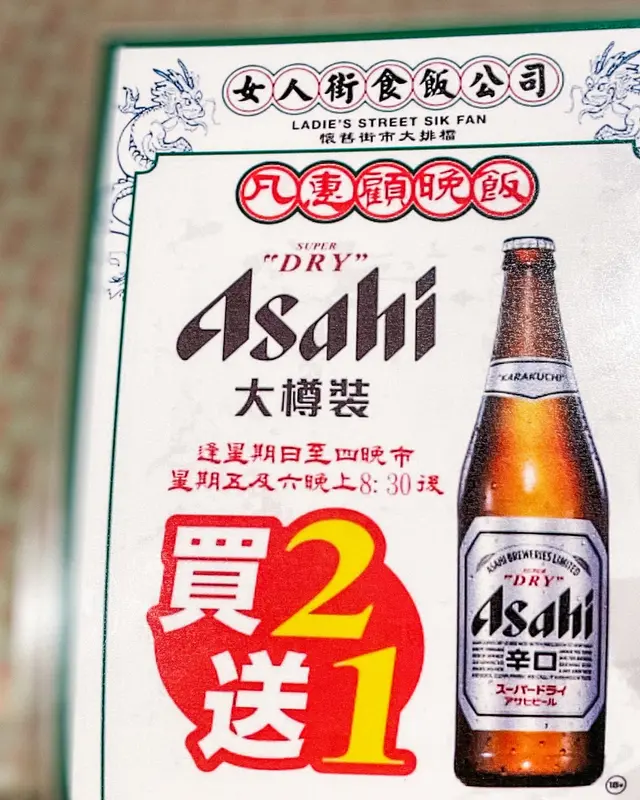 女人街食飯公司
LADIE'S STREET SIK FAN
懷舊街市大排檔
凡惠顧晚飯
SUPER
"DRY"
Asahi
大樽裝
逢星期日至四晚市
星期五及六晚上8:30後
買2
送1
"KARAKUCHI"
ASAHI BREWERIES LIMITED
SUPER
"DRY"
Asahi
辛口
スーパードライ
アサヒビール
18+